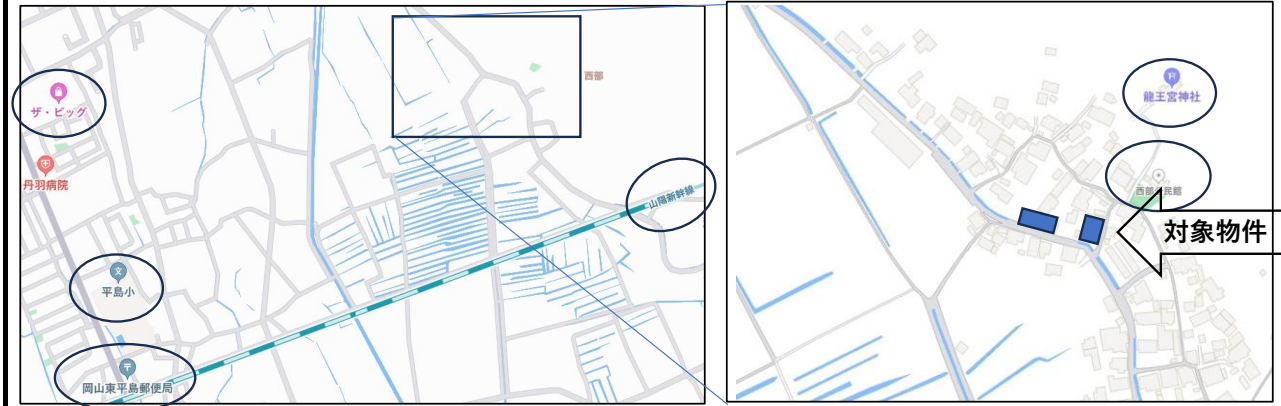 ザ・ビッグ
丹羽病院
平島小
岡山東平島郵便局
西部
山陽新幹線
龍王宮神社
西部
民館
対象物件